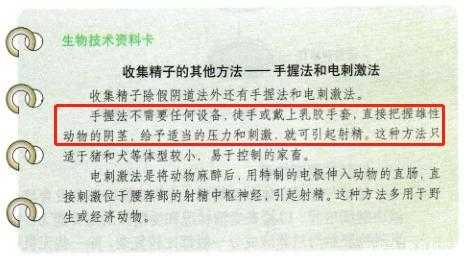 生物技术资料卡
收集精子的其他方法——手握法和电刺激法
收集精子除假阴道法外还有手握法和电刺激法。
手握法不需要任何设备，徒手或戴上乳胶手套，直接把握雄性
动物的阴茎，给予适当的压力和刺激，就可引起射精。这种方法只
适于猪和犬等体型较小、易于控制的家畜。
电刺激法是将动物麻醉后，用特制的电极伸入动物的直肠，直
接刺激位于腰荐部的射精中枢神经，引起射精。这种方法多用于野
生或经济动物。